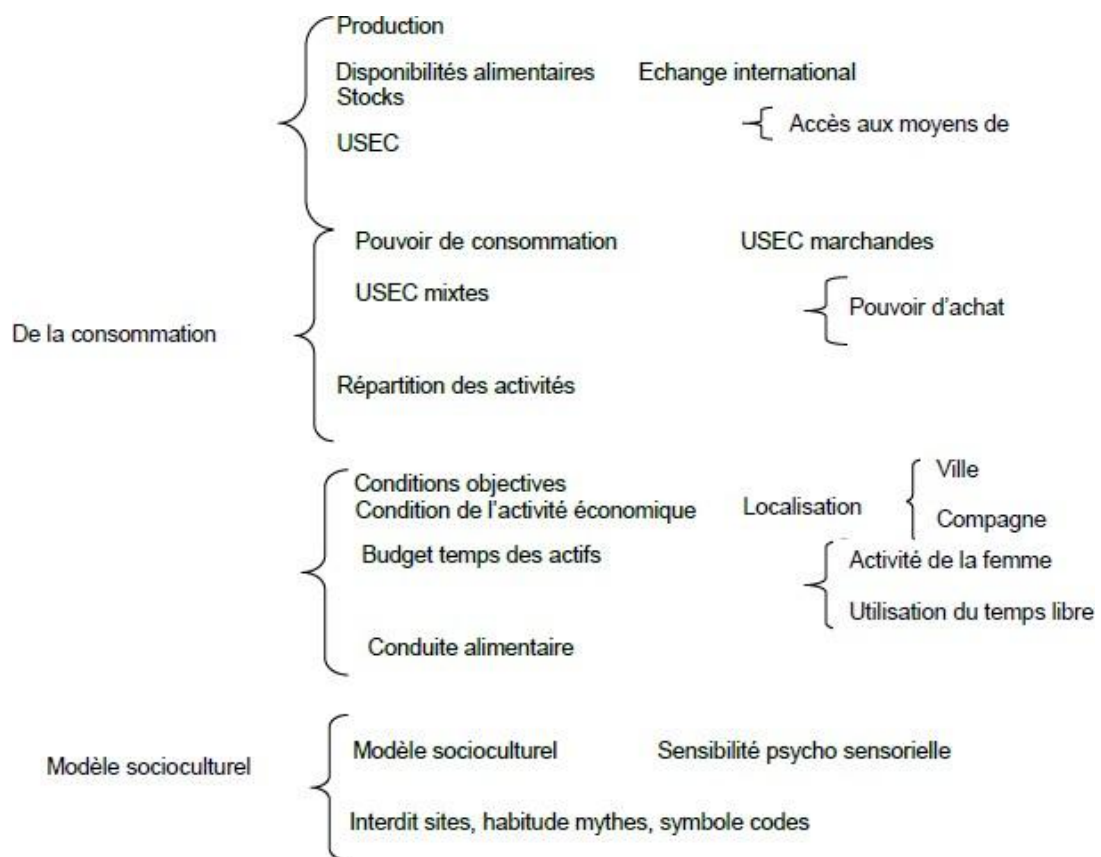 Production
Disponibilités alimentaires Echange international
Stocks
Accès aux moyens de
USEC
Pouvoir de consommation USEC marchandes
USEC mixtes
Pouvoir d'achat
De la consommation
Répartition des activités
Ville
Conditions objectives
Condition de l'activité économique Localisation
Compagne
Budget temps des actifs
Activité de la femme
Utilisation du temps libre
Conduite alimentaire
Modèle socioculturel Sensibilité psycho sensorielle
Modèle socioculturel
Interdit sites, habitude mythes, symbole codes